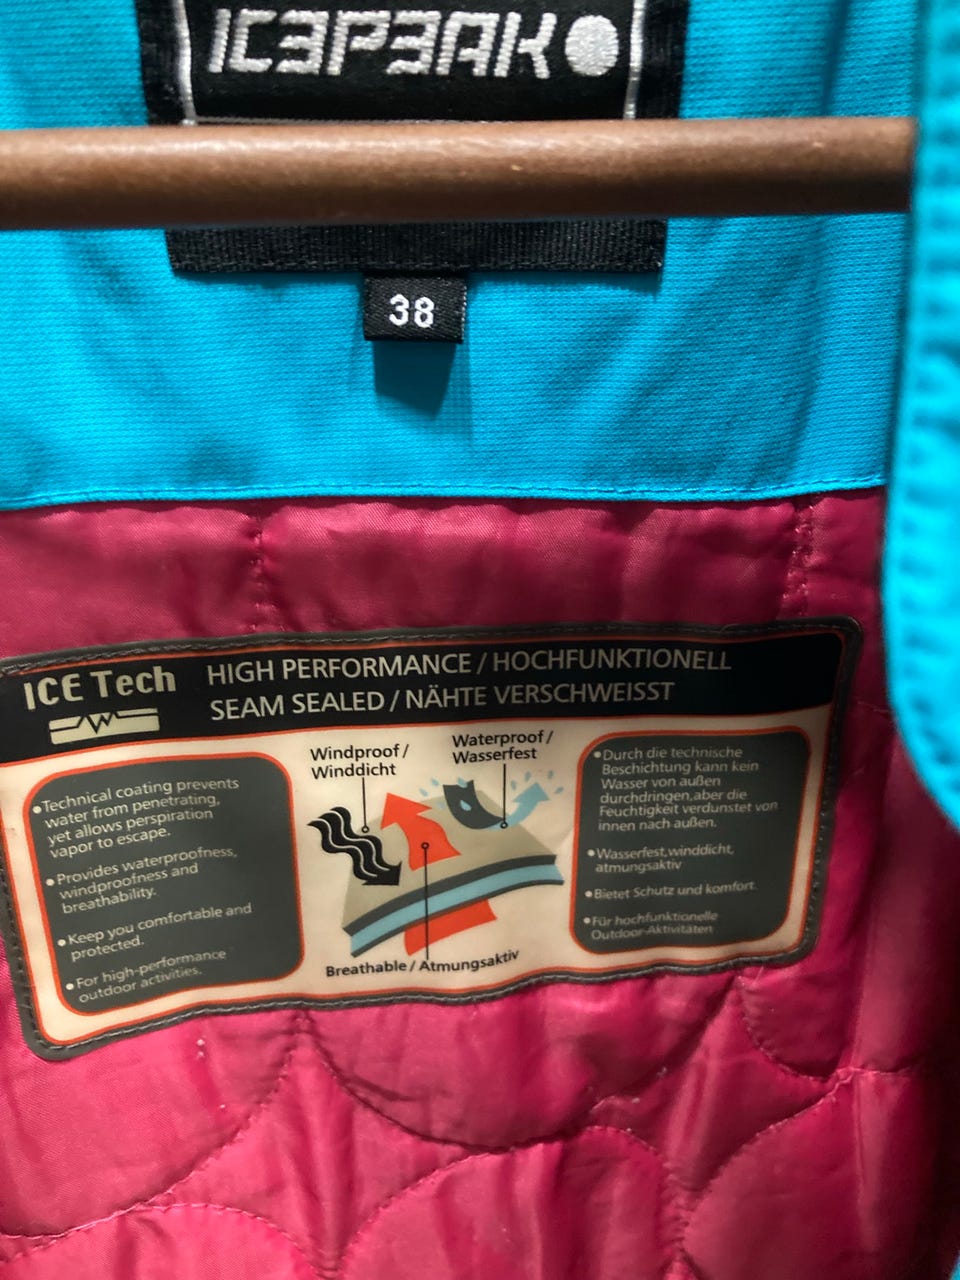 ICEPEAK
38
ICE Tech
HIGH PERFORMANCE / HOCHFUNKTIONELL
SEAM SEALED / NÄHTE VERSCHWEISST
•Technical coating prevents
water from penetrating,
yet allows perspiration
vapor to escape.
•Provides waterproofness,
windproofness and
breathability.
•Keep you comfortable and
protected.
•For high-performance
outdoor activities.
Windproof /
Winddicht
Waterproof /
Wasserfest
Breathable / Atmungsaktiv
•Durch die technische
Beschichtung kann kein
Wasser von außen
durchdringen,aber die
Feuchtigkeit verdunstet von
innen nach außen.
•Wasserfest,winddicht,
atmungsaktiv
•Bietet Schutz und komfort.
•Für hochfunktionelle
Outdoor-Aktivitäten